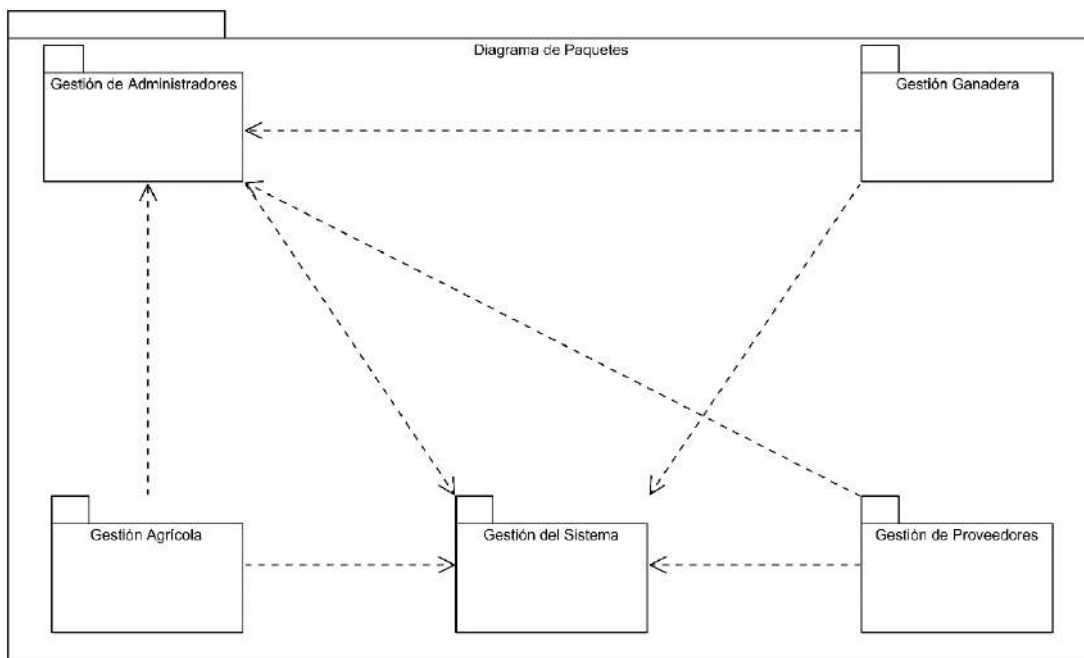 Diagrama de Paquetes
Gestión de Administradores
Gestión Ganadera
Gestión Agrícola
Gestión del Sistema
Gestión de Proveedores